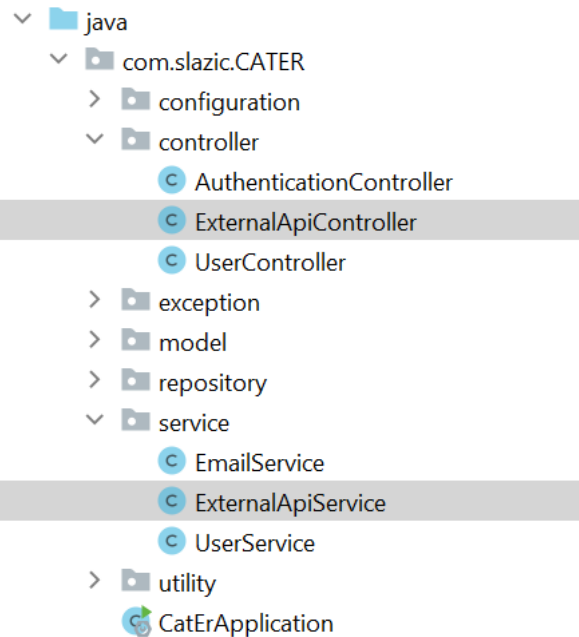 java
com.slazic.CATER
configuration
controller
C AuthenticationController
C ExternalApiController
C UserController
exception
model
repository
service
C EmailService
C ExternalApiService
C UserService
utility
C CatErApplication